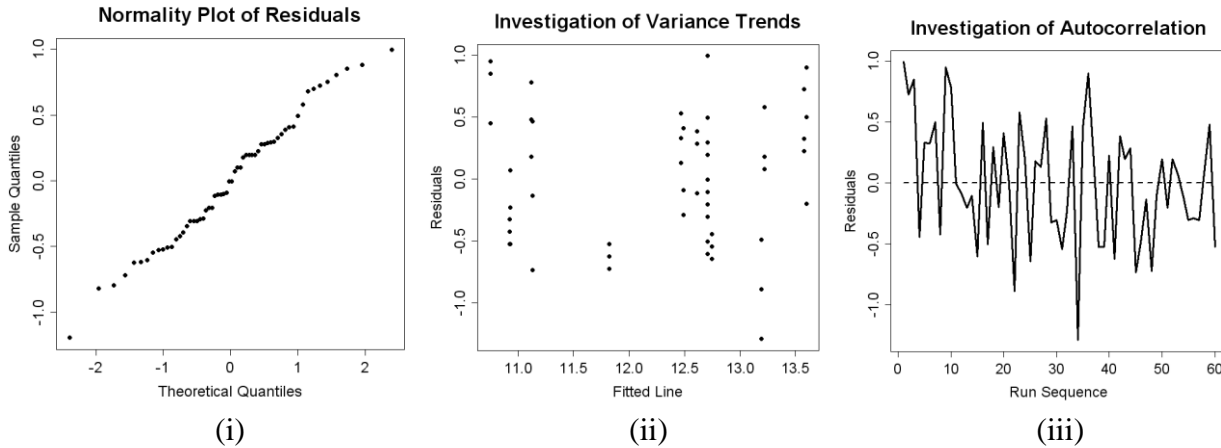 Normality Plot of Residuals
Sample Quantiles
1.0
0.5
0.0
-0.5
-1.0
-2
-1
0
1
2
Theoretical Quantiles
(i)
Investigation of Variance Trends
Residuals
1.0
0.5
0.0
-0.5
-1.0
11.0
11.5
12.0
12.5
13.0
13.5
Fitted Line
(ii)
Investigation of Autocorrelation
Residuals
1.0
0.5
0.0
-0.5
-1.0
0
10
20
30
40
50
60
Run Sequence
(iii)